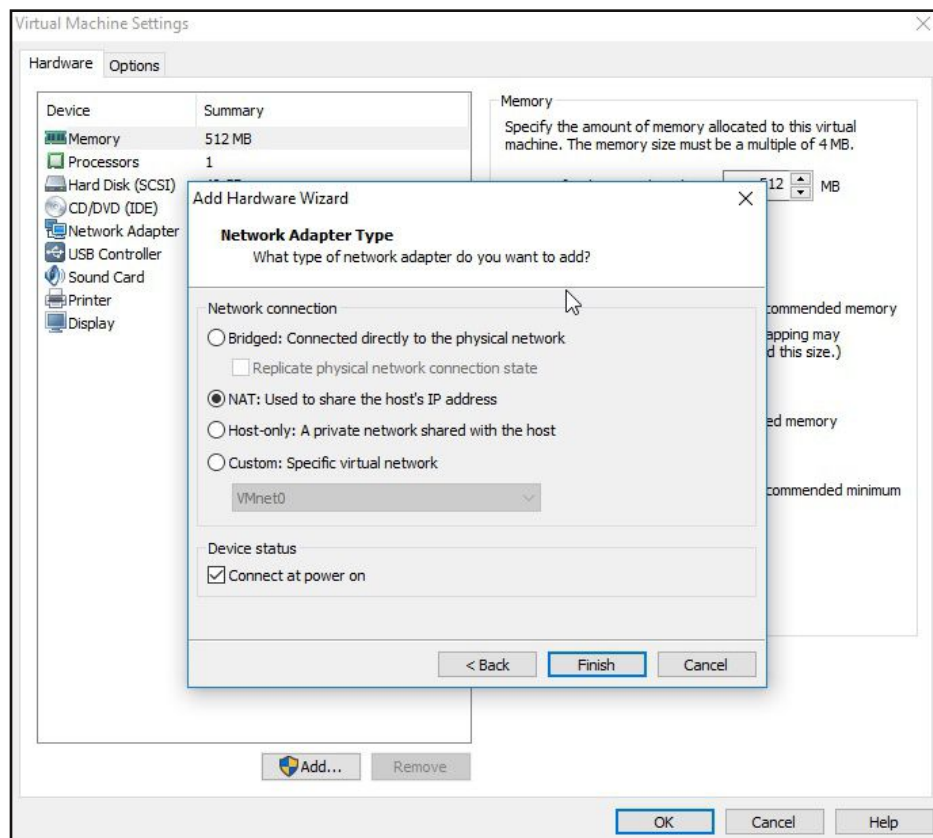 Virtual Machine Settings
Hardware Options
Device Summary
Memory 512 MB
Processors 1
Hard Disk (SCSI)
CD/DVD (IDE)
Network Adapter
USB Controller
Sound Card
Printer
Display
Memory
Specify the amount of memory allocated to this virtual
machine. The memory size must be a multiple of 4 MB.
512 MB
commended memory
apping may
d this size.)
ed memory
commended minimum
Add Hardware Wizard
Network Adapter Type
What type of network adapter do you want to add?
Network connection
Bridged: Connected directly to the physical network
Replicate physical network connection state
NAT: Used to share the host's IP address
Host-only: A private network shared with the host
Custom: Specific virtual network
VMnet0
Device status
Connect at power on
< Back Finish Cancel
Add... Remove
OK Cancel Help